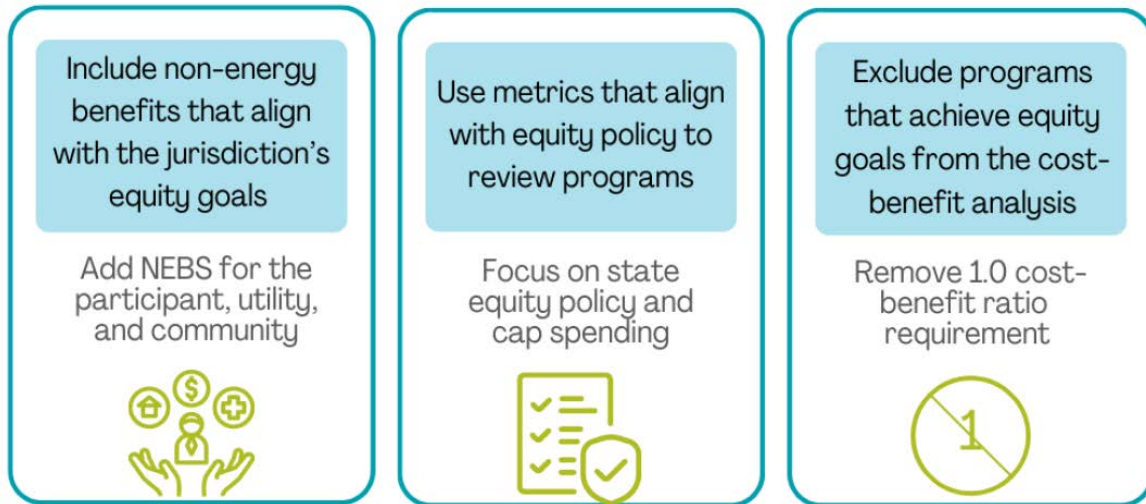 Include non-energy
benefits that align
with the jurisdiction's
equity goals
Add NEBS for the
participant, utility,
and community
$
Use metrics that align
with equity policy to
review programs
Focus on state
equity policy and
cap spending
Exclude programs
that achieve equity
goals from the cost-
benefit analysis
Remove 1.0 cost-
benefit ratio
requirement
1